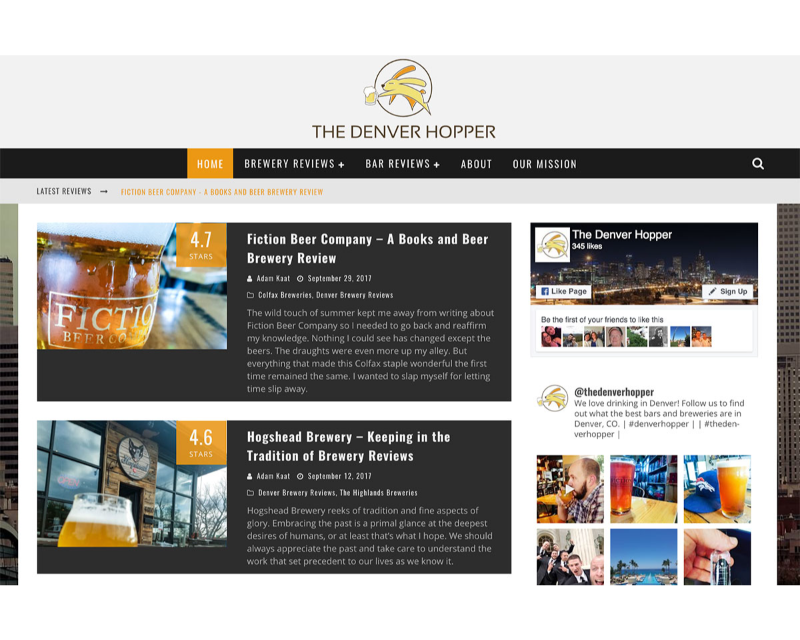 THE DENVER HOPPER
HOME BREWERY REVIEWS + BAR REVIEWS + ABOUT OUR MISSION
LATEST REVIEWS → FICTION BEER COMPANY – A BOOKS AND BEER BREWERY REVIEW
4.7
STARS
FICTIO
BEER CO
Fiction Beer Company – A Books and Beer
Brewery Review
Adam Kaat September 29, 2017
Colfax Breweries, Denver Brewery Reviews
The wild touch of summer kept me away from writing about
Fiction Beer Company so I needed to go back and reaffirm
my knowledge. Nothing I could see has changed except the
beers. The draughts were even more up my alley. But
everything that made this Colfax staple wonderful the first
time remained the same. I wanted to slap myself for letting
time slip away.
4.6
STARS
Hogshead Brewery – Keeping in the
Tradition of Brewery Reviews
Adam Kaat September 12, 2017
Denver Brewery Reviews, The Highlands Breweries
Hogshead Brewery reeks of tradition and fine aspects of
glory. Embracing the past is a primal glance at the deepest
desires of humans, or at least that's what I hope. We should
always appreciate the past and take care to understand the
work that set precedent to our lives as we know it.
The Denver Hopper
345 likes
Like Page Sign Up
Be the first of your friends to like this
@thedenverhopper
We love drinking in Denver! Follow us to find
out what the best bars and breweries are in
Denver, CO. | #denverhopper | | #theden-
verhopper |